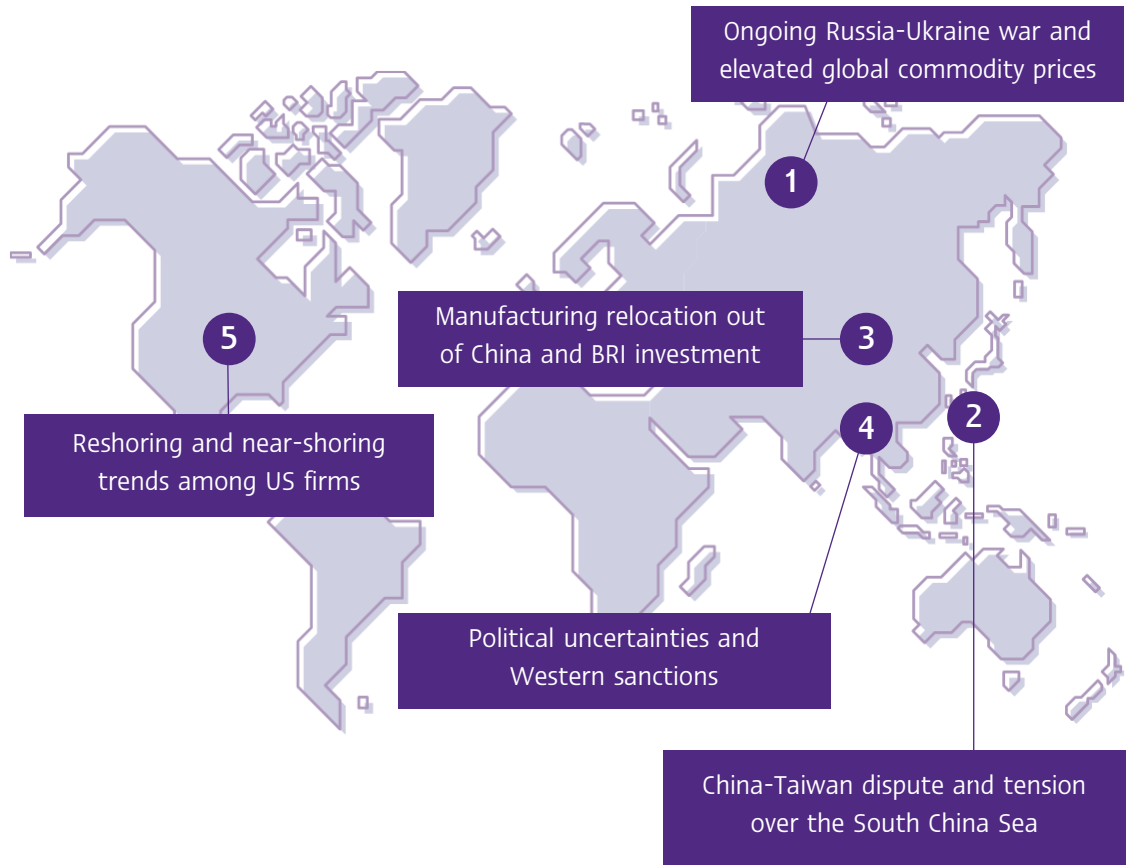 Ongoing Russia-Ukraine war and
elevated global commodity prices
1
Manufacturing relocation out
of China and BRI investment
3
5
Reshoring and near-shoring
trends among US firms
4
2
Political uncertainties and
Western sanctions
China-Taiwan dispute and tension
over the South China Sea